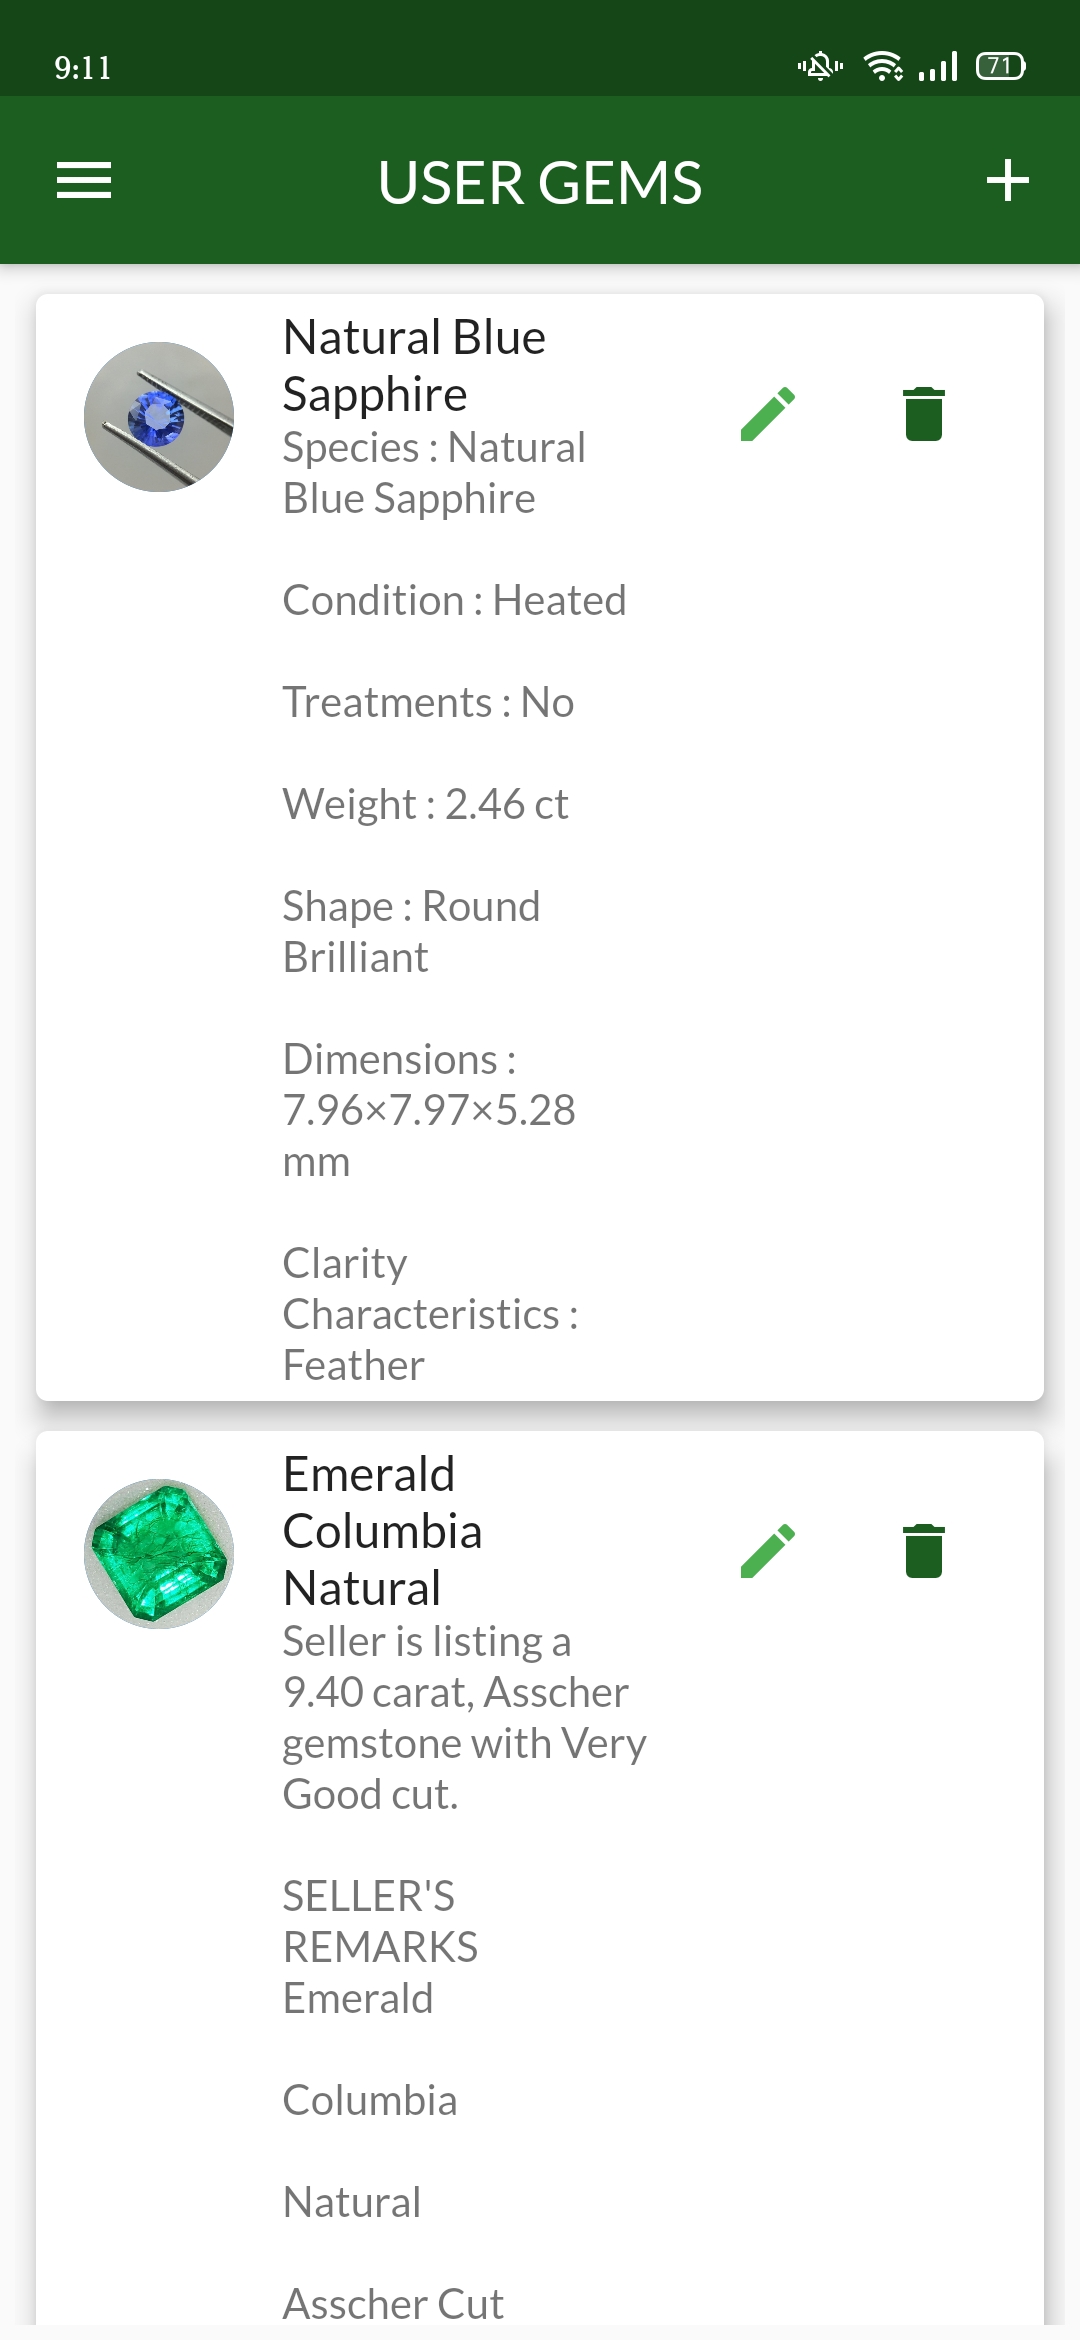 9:11
71
USER GEMS
Natural Blue
Sapphire
Species : Natural
Blue Sapphire
Condition : Heated
Treatments : No
Weight : 2.46 ct
Shape : Round
Brilliant
Dimensions :
7.96×7.97×5.28
mm
Clarity
Characteristics :
Feather
Emerald
Columbia
Natural
Seller is listing a
9.40 carat, Asscher
gemstone with Very
Good cut.
SELLER'S
REMARKS
Emerald
Columbia
Natural
Asscher Cut